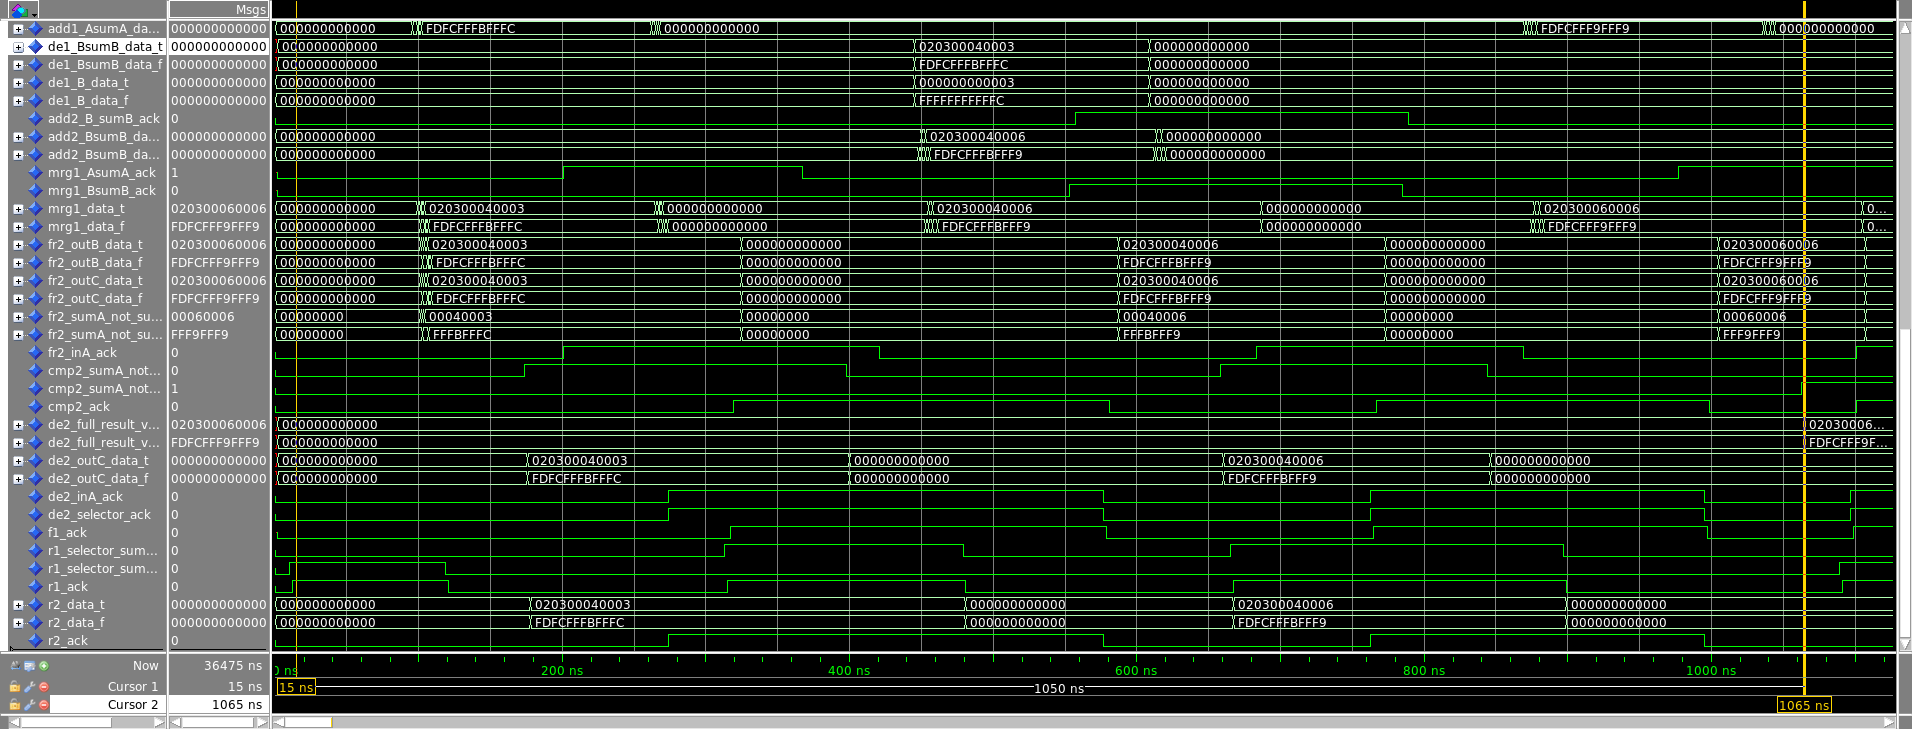 Msgs
add1_AsumA_da... 000000000000 000000000000 FDFCFFFBFFFC 000000000000 FDFCFFF9FFF9 000000000000
de1_BsumB_data_t 000000000000 000000000000 020300040003 000000000000
de1_BsumB_data_f 000000000000 000000000000 FDFCFFFBFFFC 000000000000
de1_B_data_t 000000000000 000000000000 000000000003 000000000000
de1_B_data_f 000000000000 000000000000 FFFFFFFFFFFC 000000000000
add2_B_sumB_ack 0
add2_BsumB_da... 000000000000 000000000000 020300040006 000000000000
add2_BsumB_da... 000000000000 000000000000 FDFCFFFBFFF9 000000000000
mrg1_AsumA_ack 1
mrg1_BsumB_ack 0
mrg1_data_t 020300060006 000000000000 020300040003 000000000000 020300040006 000000000000 020300060006 0...
mrg1_data_f FDFCFFF9FFF9 000000000000 FDFCFFFBFFFC 000000000000 FDFCFFFBFFF9 000000000000 FDFCFFF9FFF9 0...
fr2_outB_data_t 020300060006 000000000000 020300040003 000000000000 020300040006 000000000000 020300060006
fr2_outB_data_f FDFCFFF9FFF9 000000000000 FDFCFFFBFFFC 000000000000 FDFCFFFBFFF9 000000000000 FDFCFFF9FFF9
fr2_outC_data_t 020300060006 000000000000 020300040003 000000000000 020300040006 000000000000 020300060006
fr2_outC_data_f FDFCFFF9FFF9 000000000000 FDFCFFFBFFFC 000000000000 FDFCFFFBFFF9 000000000000 FDFCFFF9FFF9
fr2_sumA_not_su... 00060006 00000000 00040003 00000000 00040006 00000000 00060006
fr2_sumA_not_su... FFF9FFF9 00000000 FFFBFFFC 00000000 FFFBFFF9 00000000 FFF9FFF9
fr2_inA_ack 0
cmp2_sumA_not... 0
cmp2_sumA_not... 1
cmp2_ack 0
de2_full_result_v... 020300060006 000000000000 02030006...
de2_full_result_v... FDFCFFF9FFF9 000000000000 FDFCFFF9F...
de2_outC_data_t 000000000000 000000000000 020300040003 000000000000 020300040006 000000000000
de2_outC_data_f 000000000000 000000000000 FDFCFFFBFFFC 000000000000 FDFCFFFBFFF9 000000000000
de2_inA_ack 0
de2_selector_ack 0
f1_ack 0
r1_selector_sum... 0
r1_selector_sum... 0
r1_ack 0
r2_data_t 000000000000 000000000000 020300040003 000000000000 020300040006 000000000000
r2_data_f 000000000000 000000000000 FDFCFFFBFFFC 000000000000 FDFCFFFBFFF9 000000000000
r2_ack 0
Now 36475 ns 0 ns 200 ns 400 ns 600 ns 800 ns 1000 ns
Cursor 1 15 ns 15 ns 1050 ns
Cursor 2 1065 ns 1065 ns